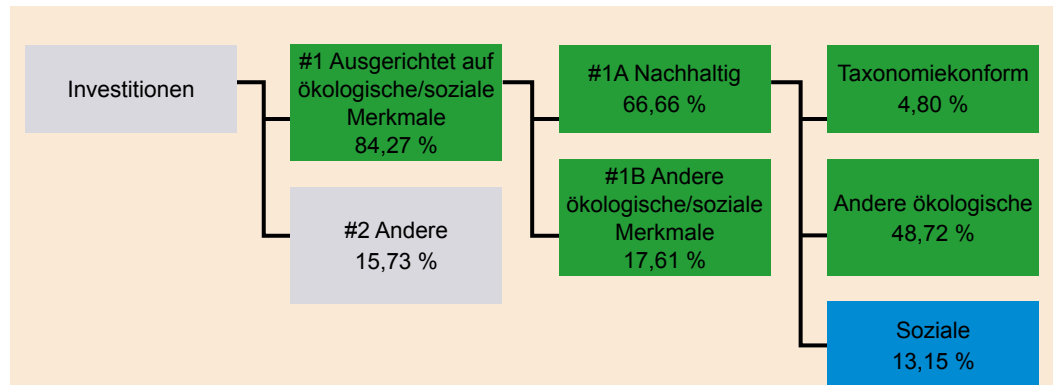 Investitionen
#1 Ausgerichtet auf
ökologische/soziale
Merkmale
84,27 %
#2 Andere
15,73 %
#1A Nachhaltig
66,66 %
#1B Andere
ökologische/soziale
Merkmale
17,61 %
Taxonomiekonform
4,80 %
Andere ökologische
48,72 %
Soziale
13,15 %